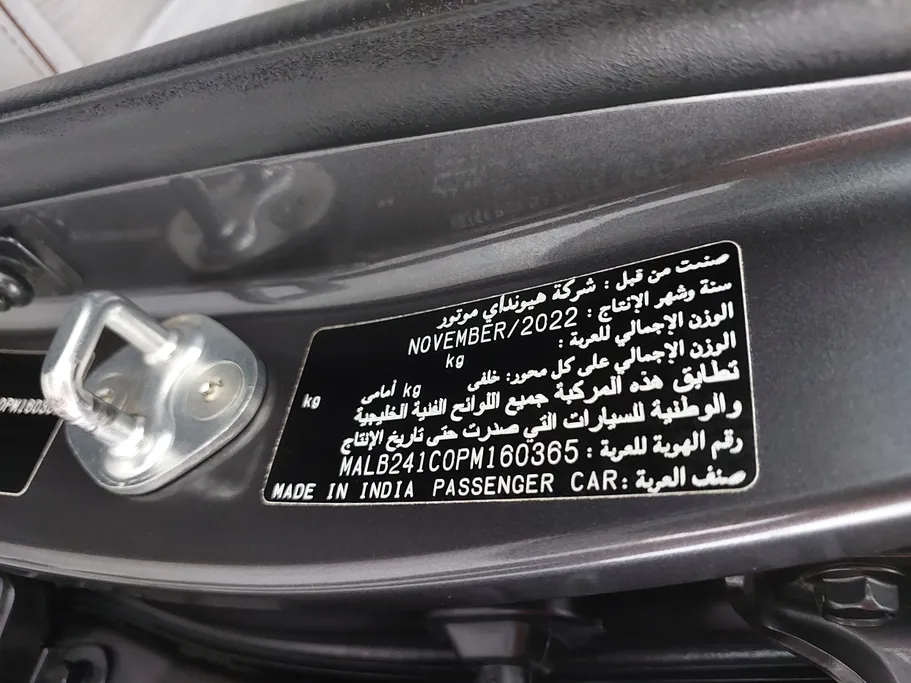 صنعت من قبل : شركة هيونداي موتور
سنة وشهر الإنتاج : NOVEMBER/2022
الوزن الإجمالي للعربة : kg
الوزن الإجمالي على كل محور: خلفى kg أمامى kg
تطابق هذه المركبة جميع اللوائح الفنية الخليجية
والوطنية للسيارات التي صدرت حتى تاريخ الإنتاج
رقم الهوية للعربة : MALB241C0PM160365
صنف العربة : PASSENGER CAR MADE IN INDIA